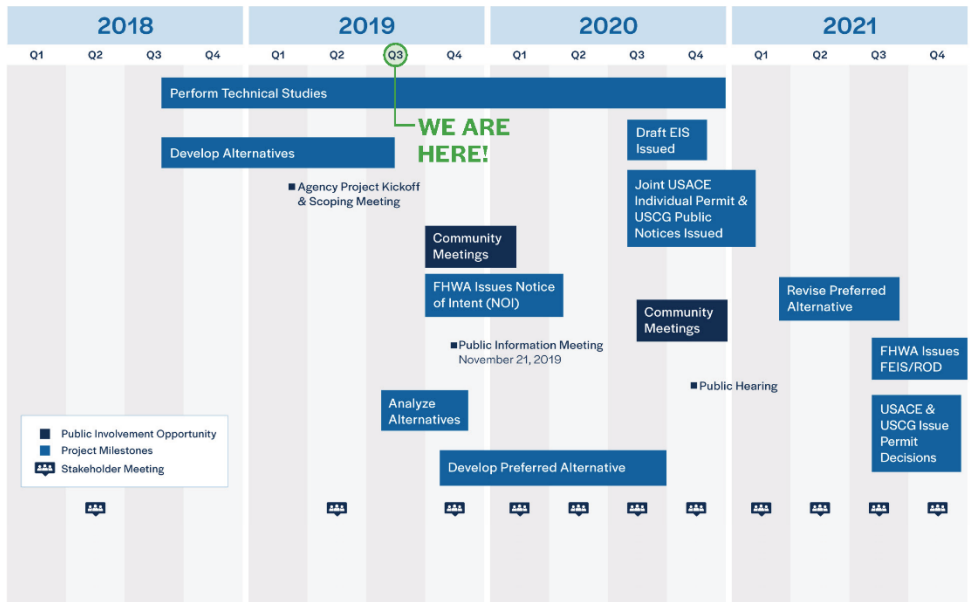 2018 2019 2020 2021
Q1 Q2 Q3 Q4 Q1 Q2 Q3 Q4 Q1 Q2 Q3 Q4 Q1 Q2 Q3 Q4
Perform Technical Studies
WE ARE
HERE!
Develop Alternatives
Draft EIS
Issued
Agency Project Kickoff
& Scoping Meeting
Joint USACE
Individual Permit &
USCG Public
Notices Issued
Community
Meetings
FHWA Issues Notice
of Intent (NOI)
Revise Preferred
Alternative
Community
Meetings
Public Information Meeting
November 21, 2019
FHWA Issues
FEIS/ROD
Public Hearing
Analyze
Alternatives
USACE &
USCG Issue
Permit
Decisions
Public Involvement Opportunity
Project Milestones
Stakeholder Meeting
Develop Preferred Alternative